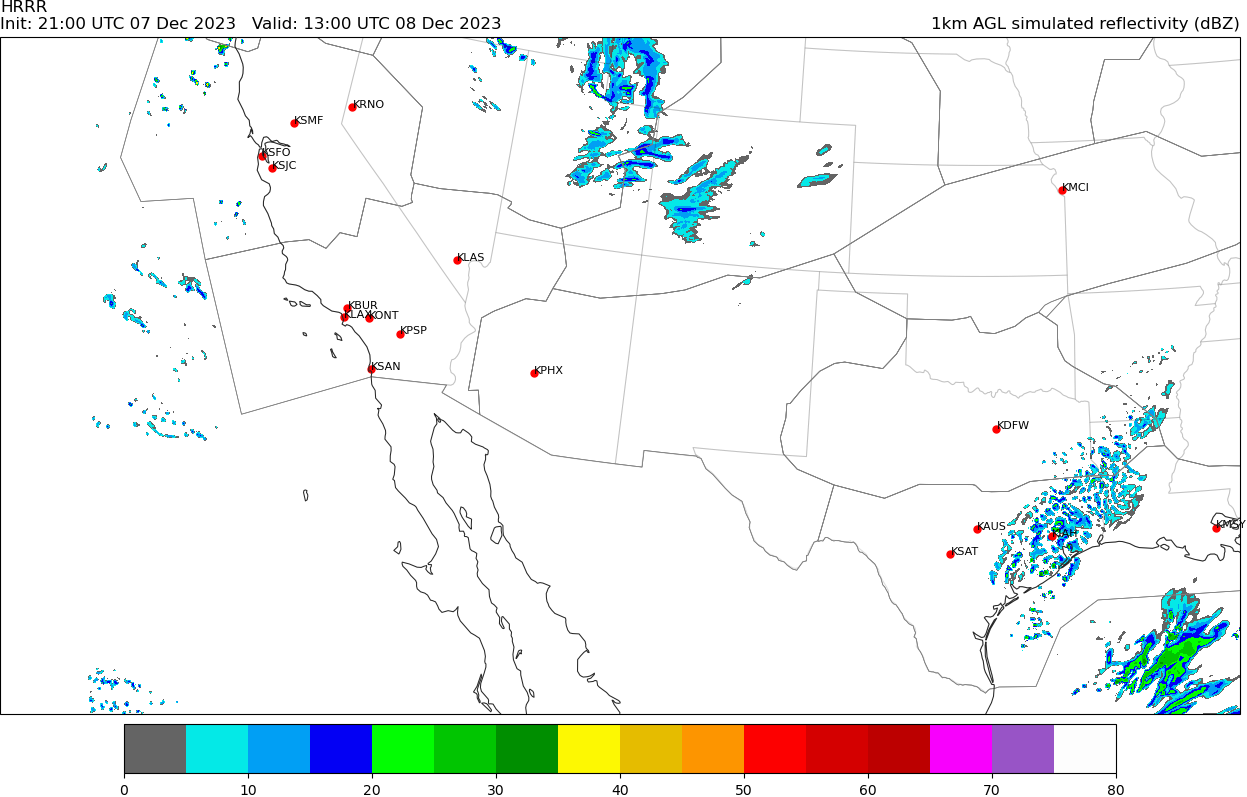 HRRR
Init: 21:00 UTC 07 Dec 2023   Valid: 13:00 UTC 08 Dec 2023   1km AGL simulated reflectivity (dBZ)
KRNO
KSMF
KSFO
KSJC
KMCI
KLAS
KBUR
KLAX
KONT
KPSP
KSAN
KPHX
KDFW
KAUS
KMSY
KIAH
KSAT
0 10 20 30 40 50 60 70 80